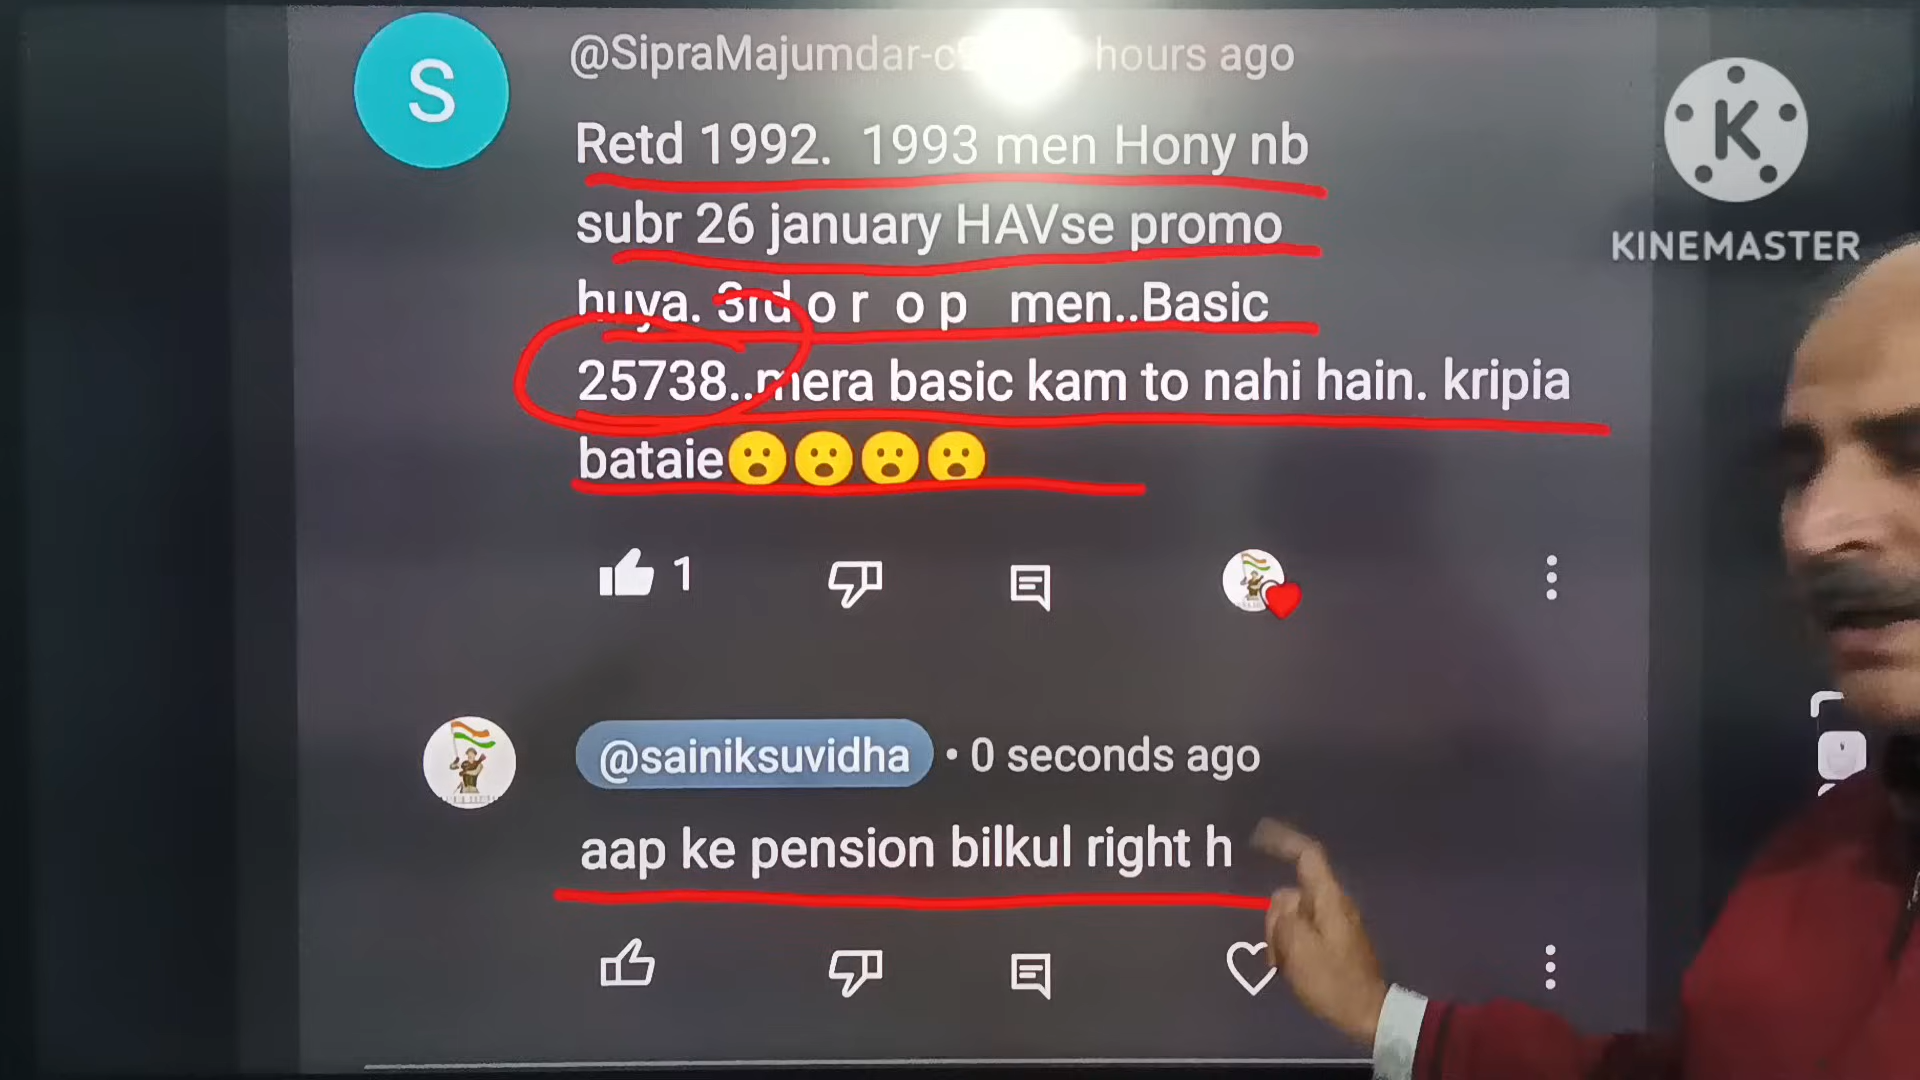 S
@SipraMajumdar-c hours ago
Retd 1992. 1993 men Hony nb
subr 26 january HAVse promo
huya. 3rd o r o p men..Basic
25738..mera basic kam to nahi hain. kripia
bataie😮😮😮😮
1
@sainiksuvidha • 0 seconds ago
aap ke pension bilkul right h
K
KINEMASTER